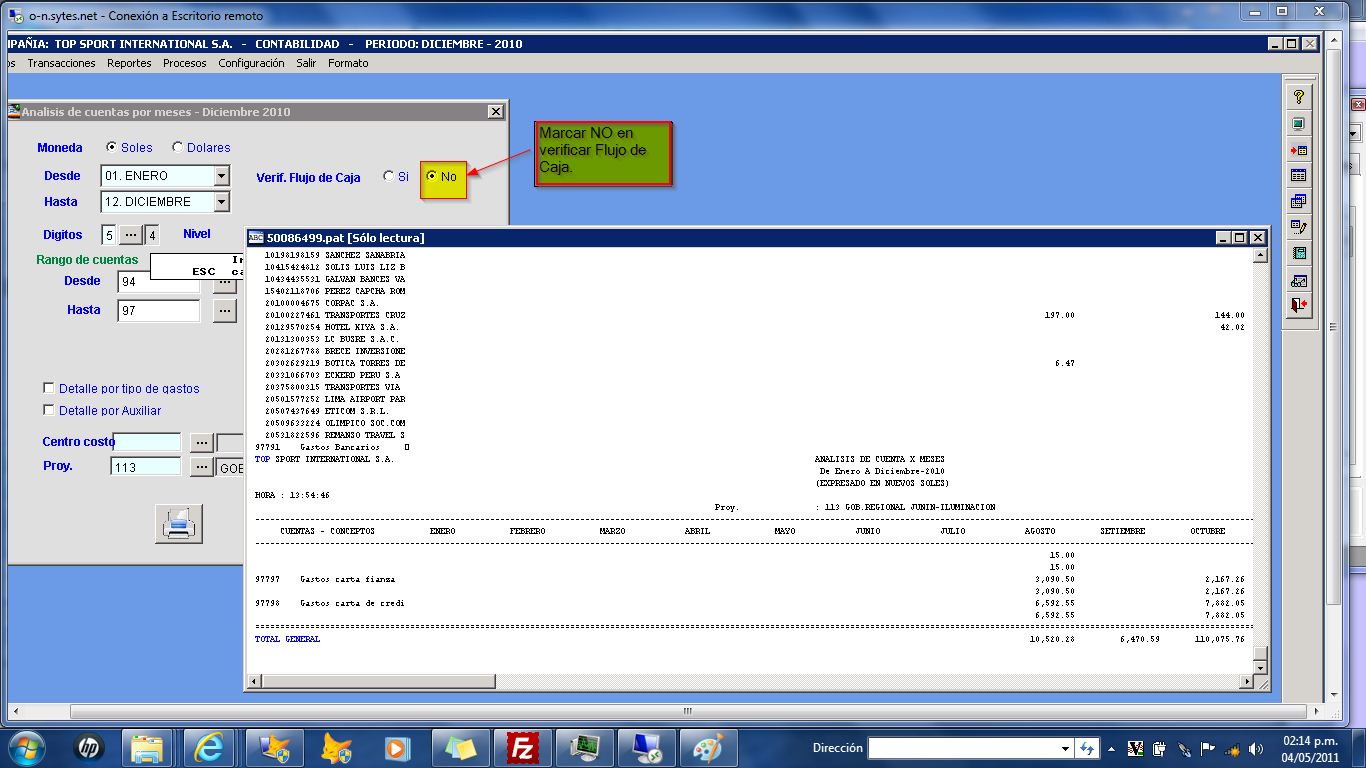 o-n.sytes.net - Conexión a Escritorio remoto
MPAÑIA: TOP SPORT INTERNATIONAL S.A. - CONTABILIDAD - PERIODO: DICIEMBRE - 2010
os Transacciones Reportes Procesos Configuración Salir Formato
Analisis de cuentas por meses - Diciembre 2010
Moneda Soles Dolares
Desde 01. ENERO
Verif. Flujo de Caja Si No
Hasta 12. DICIEMBRE
Marcar NO en
verificar Flujo de
Caja.
Digitos 5 ... 4 Nivel
Rango de cuentas
ESC ca
Desde 94 ...
Hasta 97 ...
Detalle por tipo de gastos
Detalle por Auxiliar
Centro costo ...
Proy. 113 ... GOB
50086499.pat [Sólo lectura]
10198198159 SANCHEZ SANABRIA
10415424812 SOLIS LUIS LIZ B
10434435531 GALVAN BANCES VA
15402118706 PEREZ CAPCHA ROM
20100004675 CORPAC S.A.
20100227461 TRANSPORTES CRUZ 197.00 144.00
20129570254 HOTEL KIYA S.A. 42.02
20131300353 LC BUSRE S.A.C.
20281267788 BRECE INVERSIONE
20302629219 BOTICA TORRES DE 6.47
20331066703 ECKERD PERU S.A
20375800315 TRANSPORTES VIA
20501577252 LIMA AIRPORT PAR
20507437649 ETICOM S.R.L.
20509633224 OLIMPICO SOC.COM
20531822596 REMANSO TRAVEL S
97791 Gastos Bancarios
TOP SPORT INTERNATIONAL S.A. ANALISIS DE CUENTA X MESES
De Enero A Diciembre-2010
(EXPRESADO EN NUEVOS SOLES)
HORA : 13:54:46
Proy. : 113 GOB.REGIONAL JUNIN-ILUMINACION
CUENTAS - CONCEPTOS ENERO FEBRERO MARZO ABRIL MAYO JUNIO JULIO AGOSTO SETIEMBRE OCTUBRE
15.00
15.00
97797 Gastos carta fianza 3,090.50 2,167.26
3,090.50 2,167.26
97798 Gastos carta de credi 6,592.55 7,882.05
6,592.55 7,882.05
TOTAL GENERAL 10,520.28 6,470.59 110,075.76
Dirección
02:14 p.m.
04/05/2011